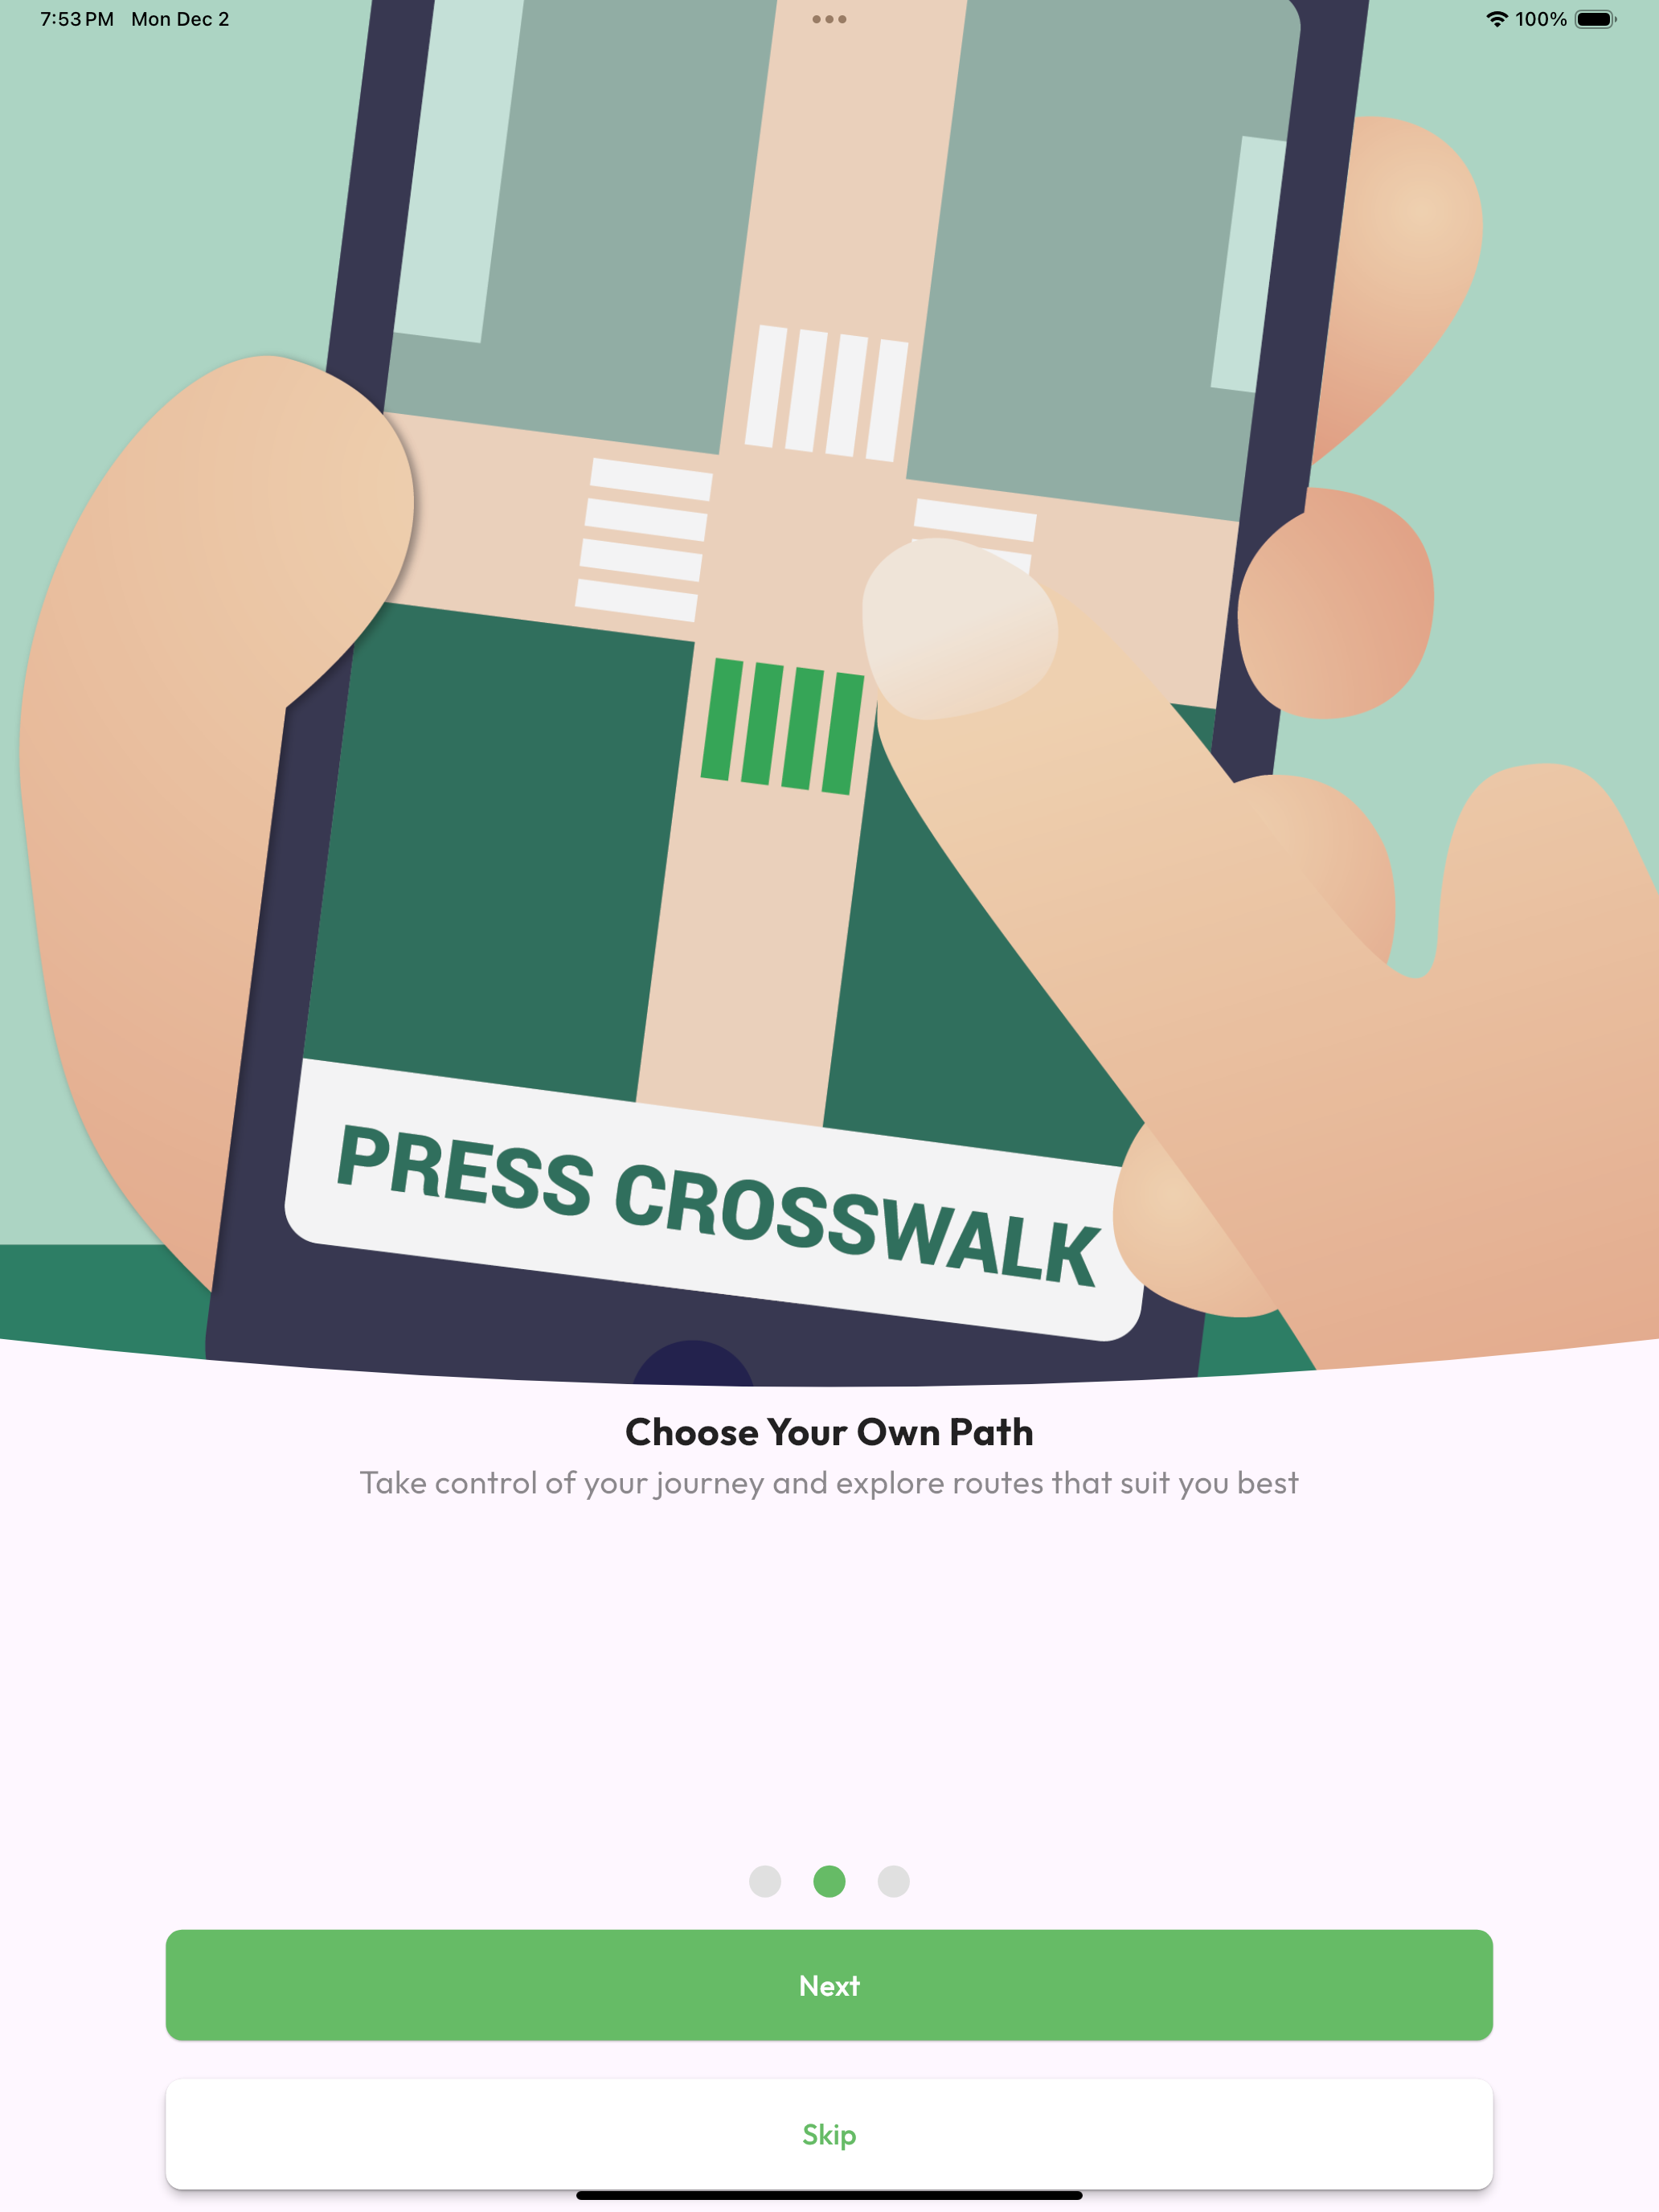 7:53 PM Mon Dec 2
100%
PRESS CROSSWALK
Choose Your Own Path
Take control of your journey and explore routes that suit you best
Next
Skip